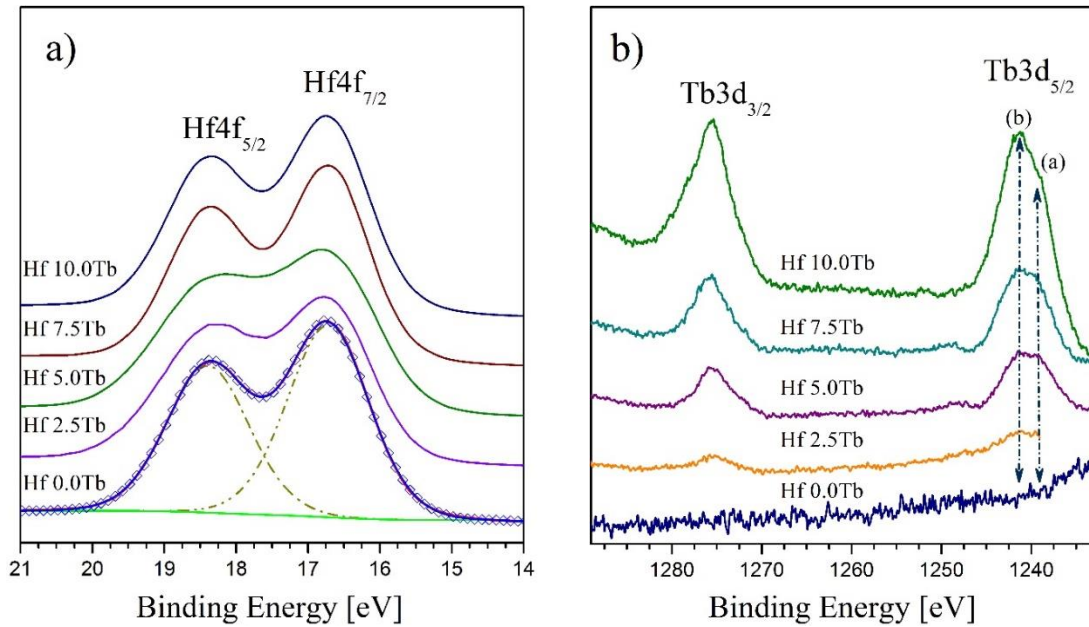 a)
Hf4f5/2
Hf4f7/2
Hf 10.0Tb
Hf 7.5Tb
Hf 5.0Tb
Hf 2.5Tb
Hf 0.0Tb
21 20 19 18 17 16 15 14
Binding Energy [eV]
b)
Tb3d3/2
Tb3d5/2
(b)
(a)
Hf 10.0Tb
Hf 7.5Tb
Hf 5.0Tb
Hf 2.5Tb
Hf 0.0Tb
1280 1270 1260 1250 1240
Binding Energy [eV]